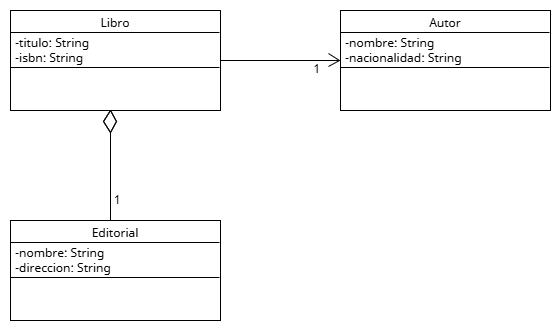 Libro
-titulo: String
-isbn: String
Autor
-nombre: String
-nacionalidad: String
1
1
Editorial
-nombre: String
-direccion: String